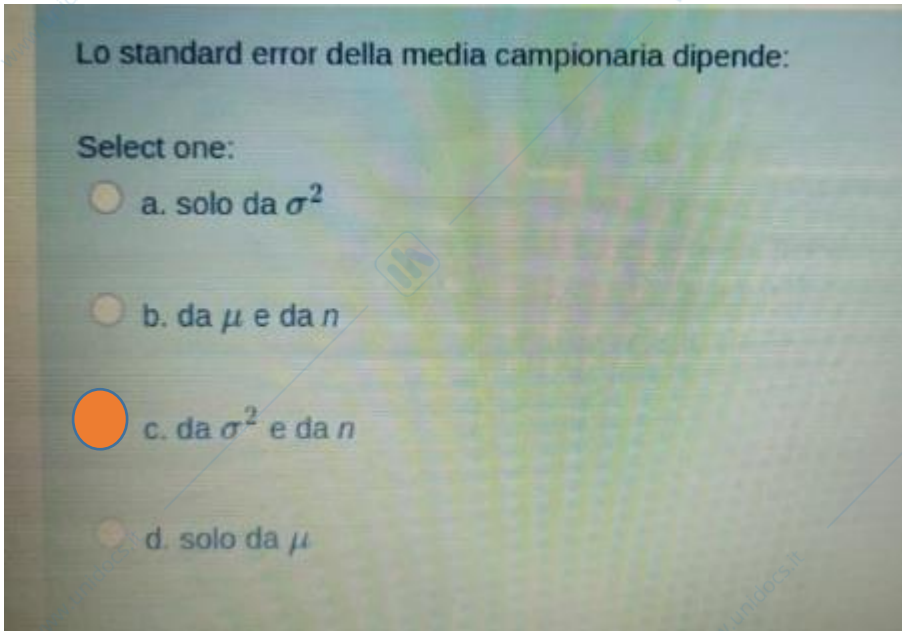 Lo standard error della media campionaria dipende:
Select one:
a. solo da σ²
b. da μ e da n
c. da σ² e da n
d. solo da μ